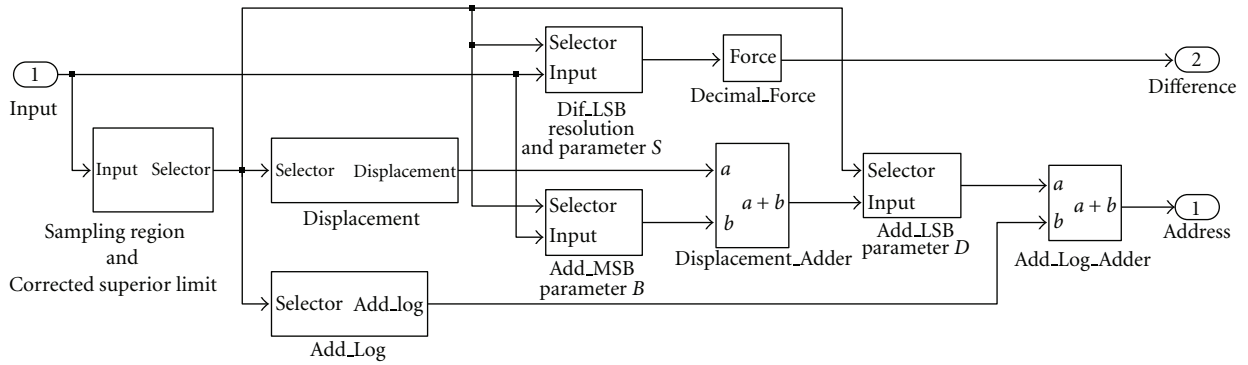 1
Input
Input Selector
Sampling region
and
Corrected superior limit
Selector Displacement
Displacement
Selector Add_log
Add_Log
Selector
Input
Dif_LSB
resolution
and parameter S
Force
Decimal_Force
Selector
Input
Add_MSB
parameter B
a
b
a + b
Displacement_Adder
Selector
Input
Add_LSB
parameter D
a
b
a + b
Add_Log_Adder
2
Difference
1
Address